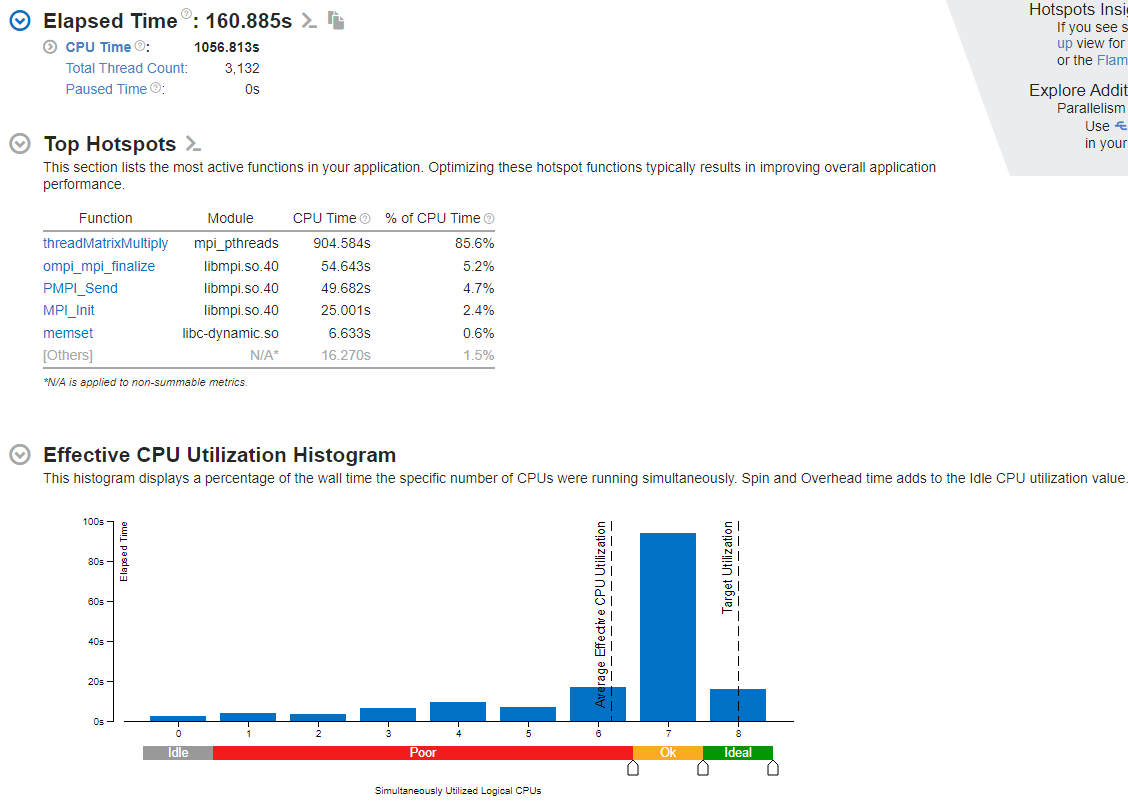 Elapsed Time : 160.885s
CPU Time : 1056.813s
Total Thread Count: 3,132
Paused Time : 0s
Hotspots Insi
If you see s
up view for
or the Flam
Explore Addit
Parallelism
Use
in your
Top Hotspots
This section lists the most active functions in your application. Optimizing these hotspot functions typically results in improving overall application
performance.
Function Module CPU Time % of CPU Time
threadMatrixMultiply mpi_pthreads 904.584s 85.6%
ompi_mpi_finalize libmpi.so.40 54.643s 5.2%
PMPI_Send libmpi.so.40 49.682s 4.7%
MPI_Init libmpi.so.40 25.001s 2.4%
memset libc-dynamic.so 6.633s 0.6%
[Others] N/A* 16.270s 1.5%
*N/A is applied to non-summable metrics.
Effective CPU Utilization Histogram
This histogram displays a percentage of the wall time the specific number of CPUs were running simultaneously. Spin and Overhead time adds to the Idle CPU utilization value.
100s
80s
60s
40s
20s
0s
Elapsed Time
Average Effective CPU Utilization
Target Utilization
0 1 2 3 4 5 6 7 8
Idle Poor Ok Ideal
Simultaneously Utilized Logical CPUs